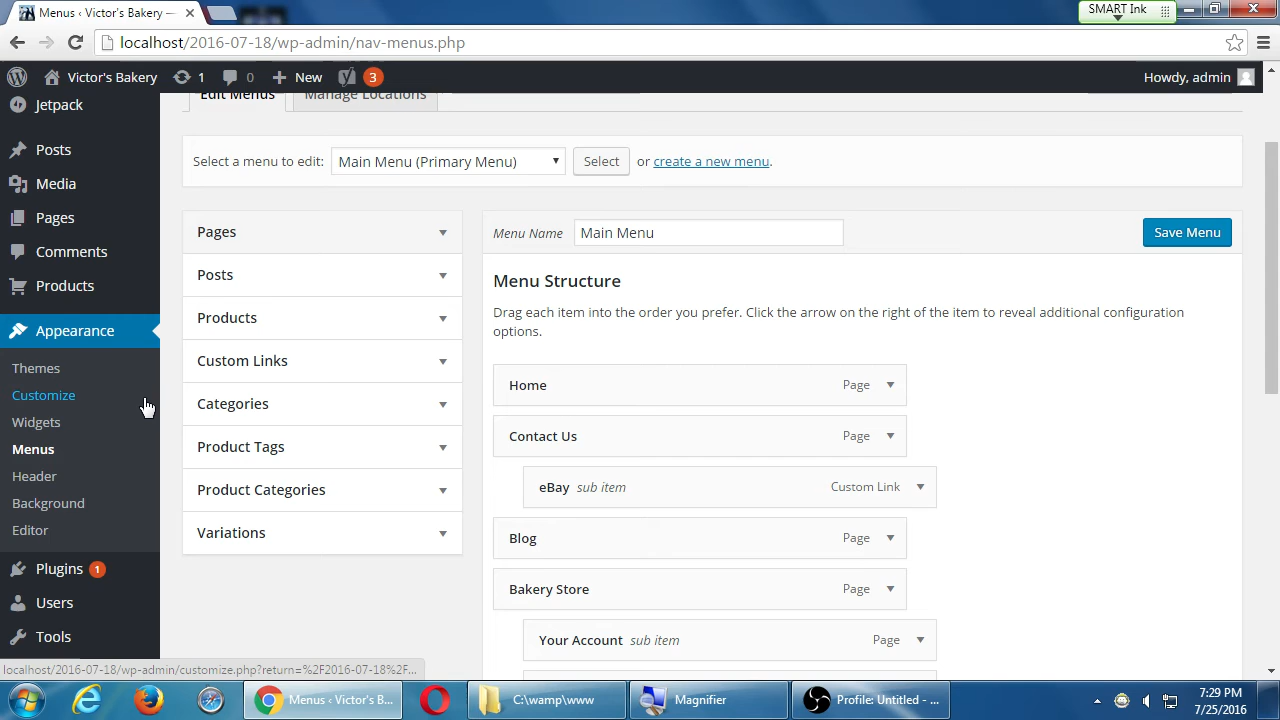 Menus ‹ Victor's Bakery —
SMART Ink
localhost/2016-07-18/wp-admin/nav-menus.php
Victor's Bakery
1
0
New
3
Howdy, admin
Jetpack
Posts
Media
Pages
Comments
Products
Appearance
Themes
Customize
Widgets
Menus
Header
Background
Editor
Plugins 1
Users
Tools
Edit Menus
Manage Locations
Select a menu to edit:
Main Menu (Primary Menu)
Select
or create a new menu.
Pages
Posts
Products
Custom Links
Categories
Product Tags
Product Categories
Variations
Menu Name
Main Menu
Save Menu
Menu Structure
Drag each item into the order you prefer. Click the arrow on the right of the item to reveal additional configuration
options.
Home Page
Contact Us Page
eBay sub item Custom Link
Blog Page
Bakery Store Page
Your Account sub item Page
localhost/2016-07-18/wp-admin/customize.php?return=%2F2016-07-18%2F...
Menus ‹ Victor's B...
C:\wamp\www
Magnifier
Profile: Untitled - ...
7:29 PM
7/25/2016